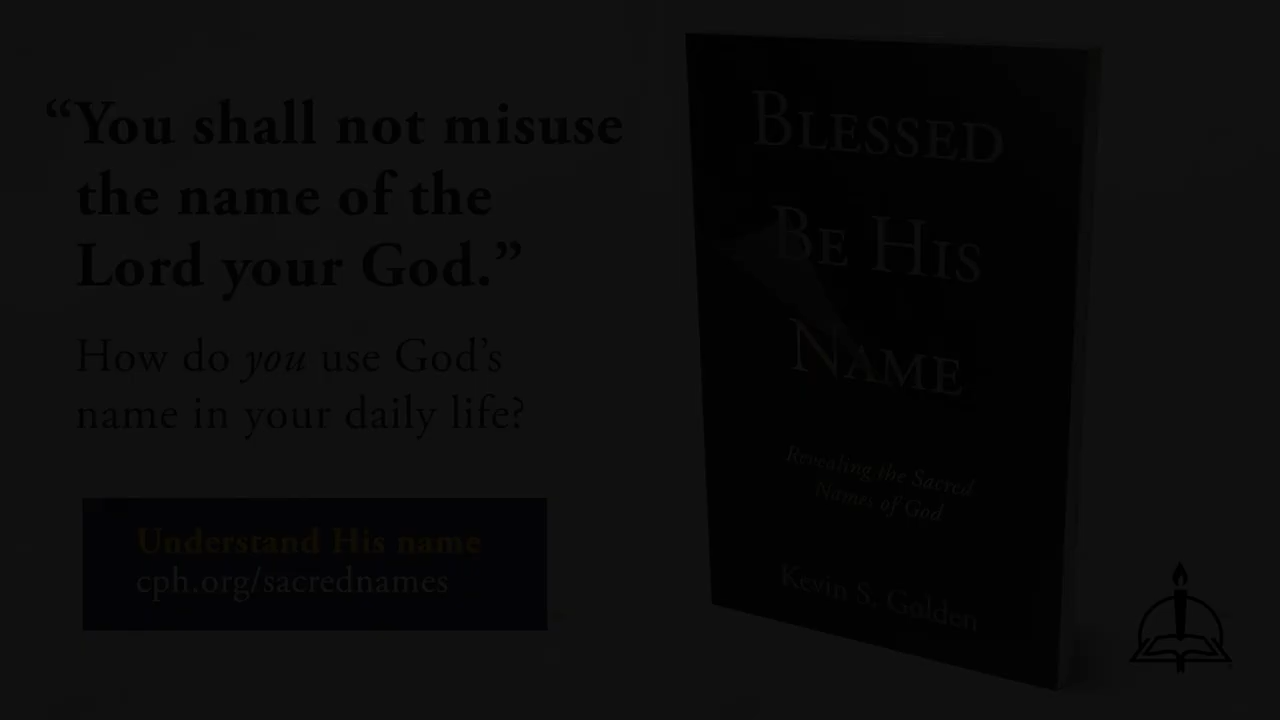 “You shall not misuse
the name of the
Lord your God.”
How do you use God’s
name in your daily life?
Understand His name
cph.org/sacrednames
Blessed
Be His
Name
Revealing the Sacred
Names of God
Kevin S. Golden